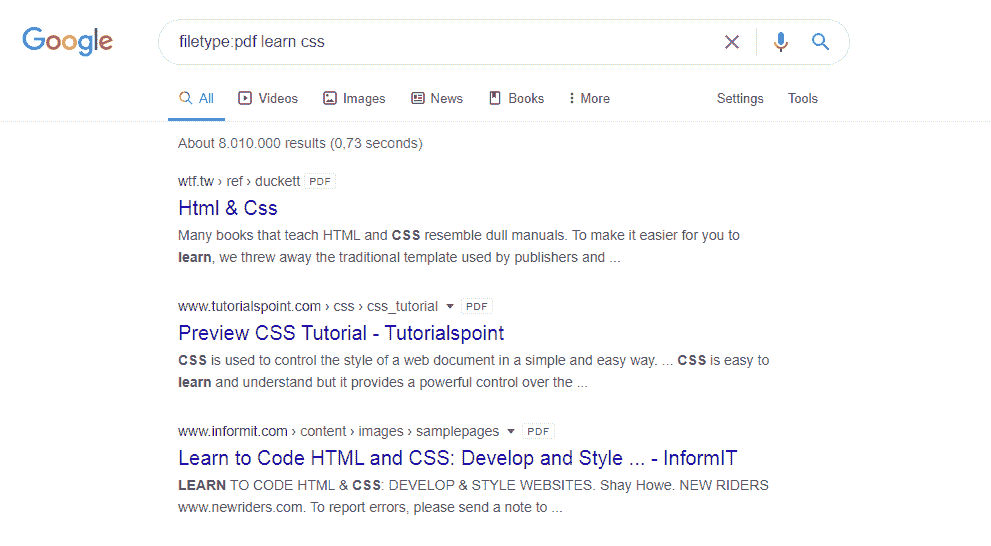 Google
filetype:pdf learn css
All Videos Images News Books More Settings Tools
About 8.010.000 results (0,73 seconds)
wtf.tw › ref › duckett PDF
Html & Css
Many books that teach HTML and CSS resemble dull manuals. To make it easier for you to
learn, we threw away the traditional template used by publishers and ...
www.tutorialspoint.com › css › css_tutorial PDF
Preview CSS Tutorial - Tutorialspoint
CSS is used to control the style of a web document in a simple and easy way. ... CSS is easy to
learn and understand but it provides a powerful control over the ...
www.informit.com › content › images › samplepages PDF
Learn to Code HTML and CSS: Develop and Style ... - InformIT
LEARN TO CODE HTML & CSS: DEVELOP & STYLE WEBSITES. Shay Howe. NEW RIDERS
www.newriders.com. To report errors, please send a note to ...